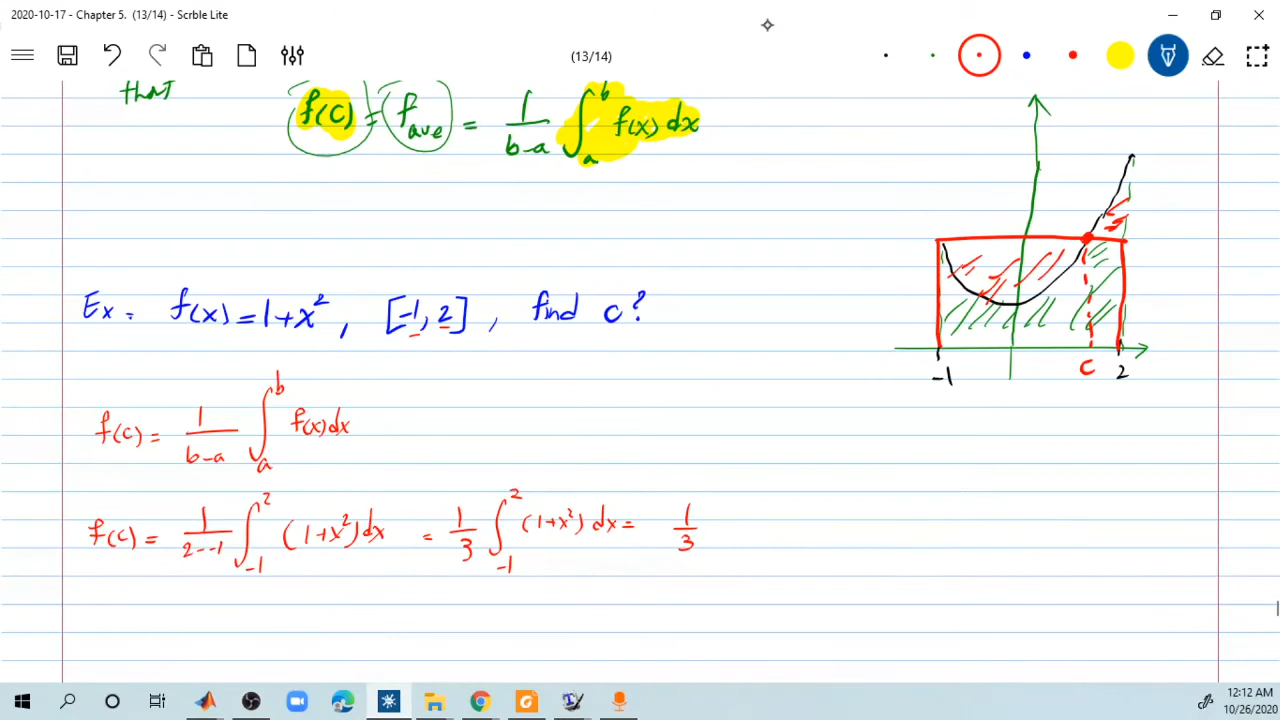 2020-10-17 - Chapter 5. (13/14) - Scrble Lite
(13/14)
that
f(c) = f ave = 1/(b-a) ∫_a^b f(x) dx
Ex: f(x) = 1+x², [-1, 2], find c?
-1 c 2
f(c) = 1/(b-a) ∫_a^b f(x)dx
f(c) = 1/(2--1) ∫_-1^2 (1+x²)dx = 1/3 ∫_-1^2 (1+x²) dx = 1/3
12:12 AM
10/26/2020